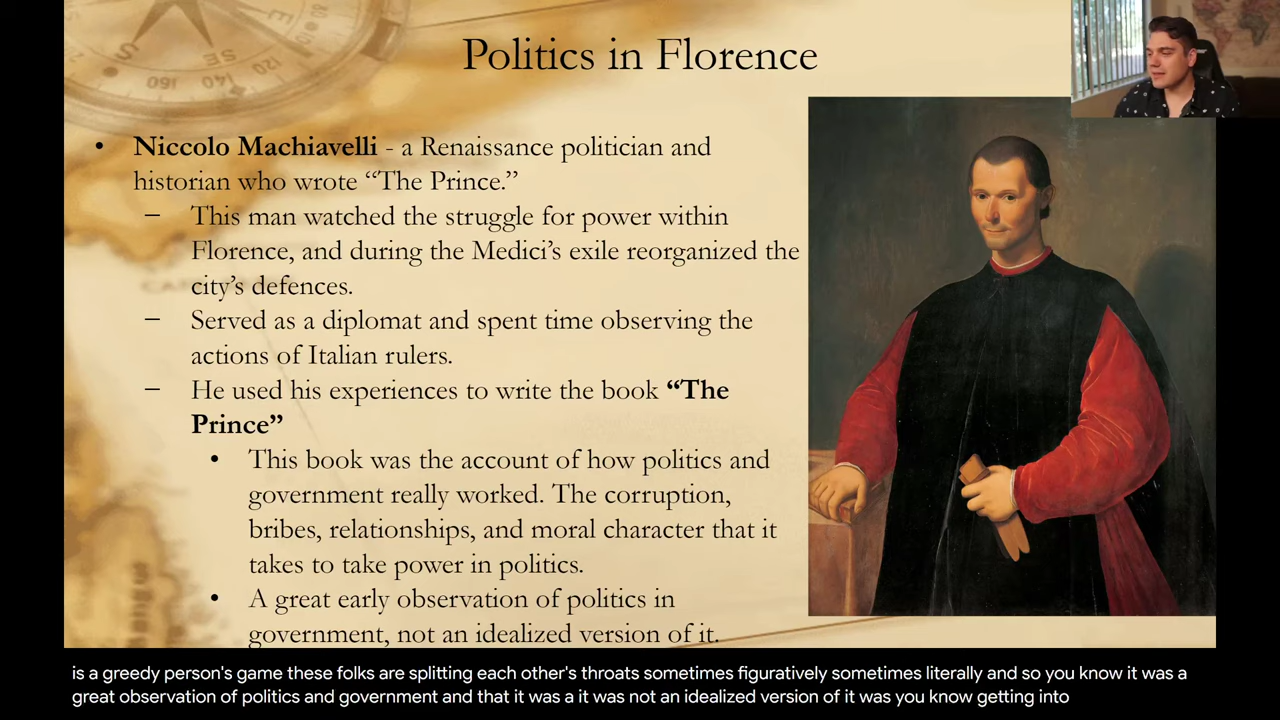 Politics in Florence
• Niccolo Machiavelli - a Renaissance politician and
historian who wrote “The Prince.”
– This man watched the struggle for power within
Florence, and during the Medici’s exile reorganized the
city’s defences.
– Served as a diplomat and spent time observing the
actions of Italian rulers.
– He used his experiences to write the book “The
Prince”
• This book was the account of how politics and
government really worked. The corruption,
bribes, relationships, and moral character that it
takes to take power in politics.
• A great early observation of politics in
government, not an idealized version of it.
is a greedy person's game these folks are splitting each other's throats sometimes figuratively sometimes literally and so you know it was a
great observation of politics and government and that it was a it was not an idealized version of it was you know getting into
S
SE
E
160
140
120